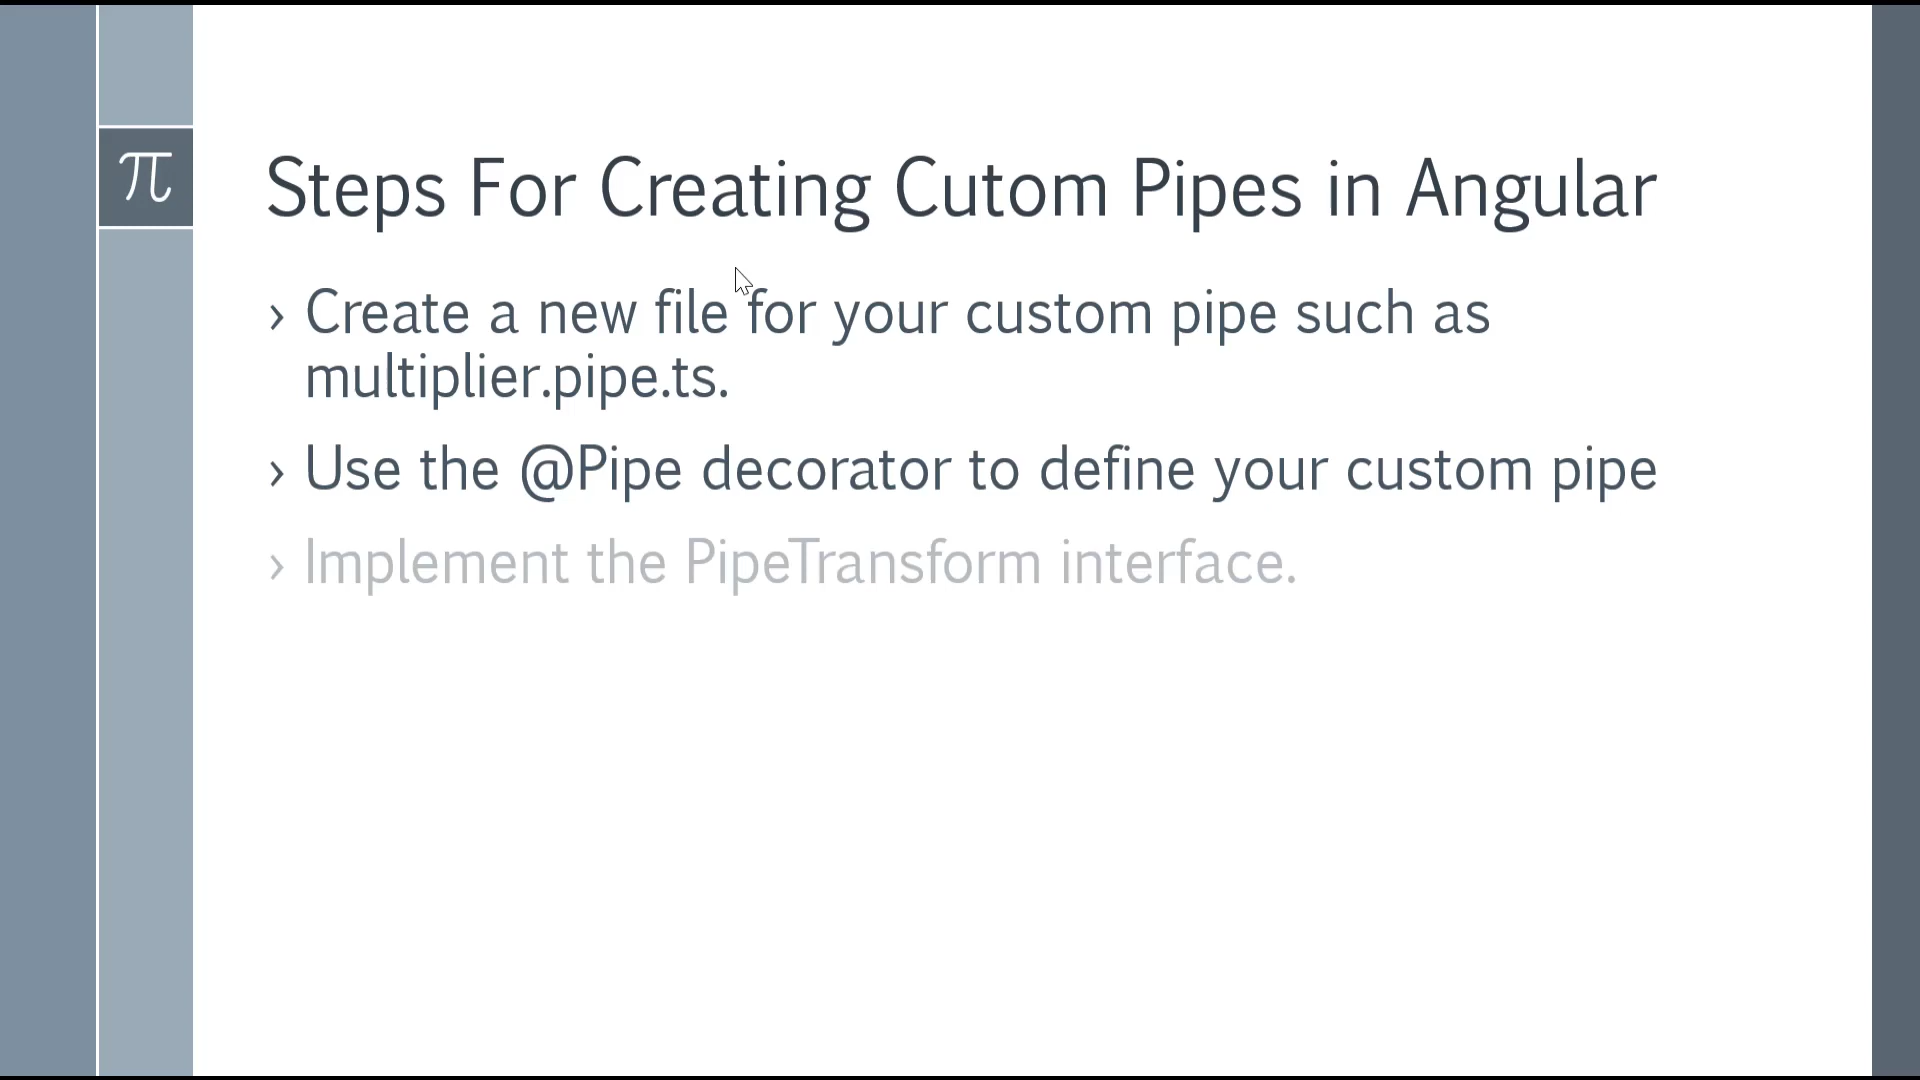 π
Steps For Creating Cutom Pipes in Angular
› Create a new file for your custom pipe such as
multiplier.pipe.ts.
› Use the @Pipe decorator to define your custom pipe
› Implement the PipeTransform interface.